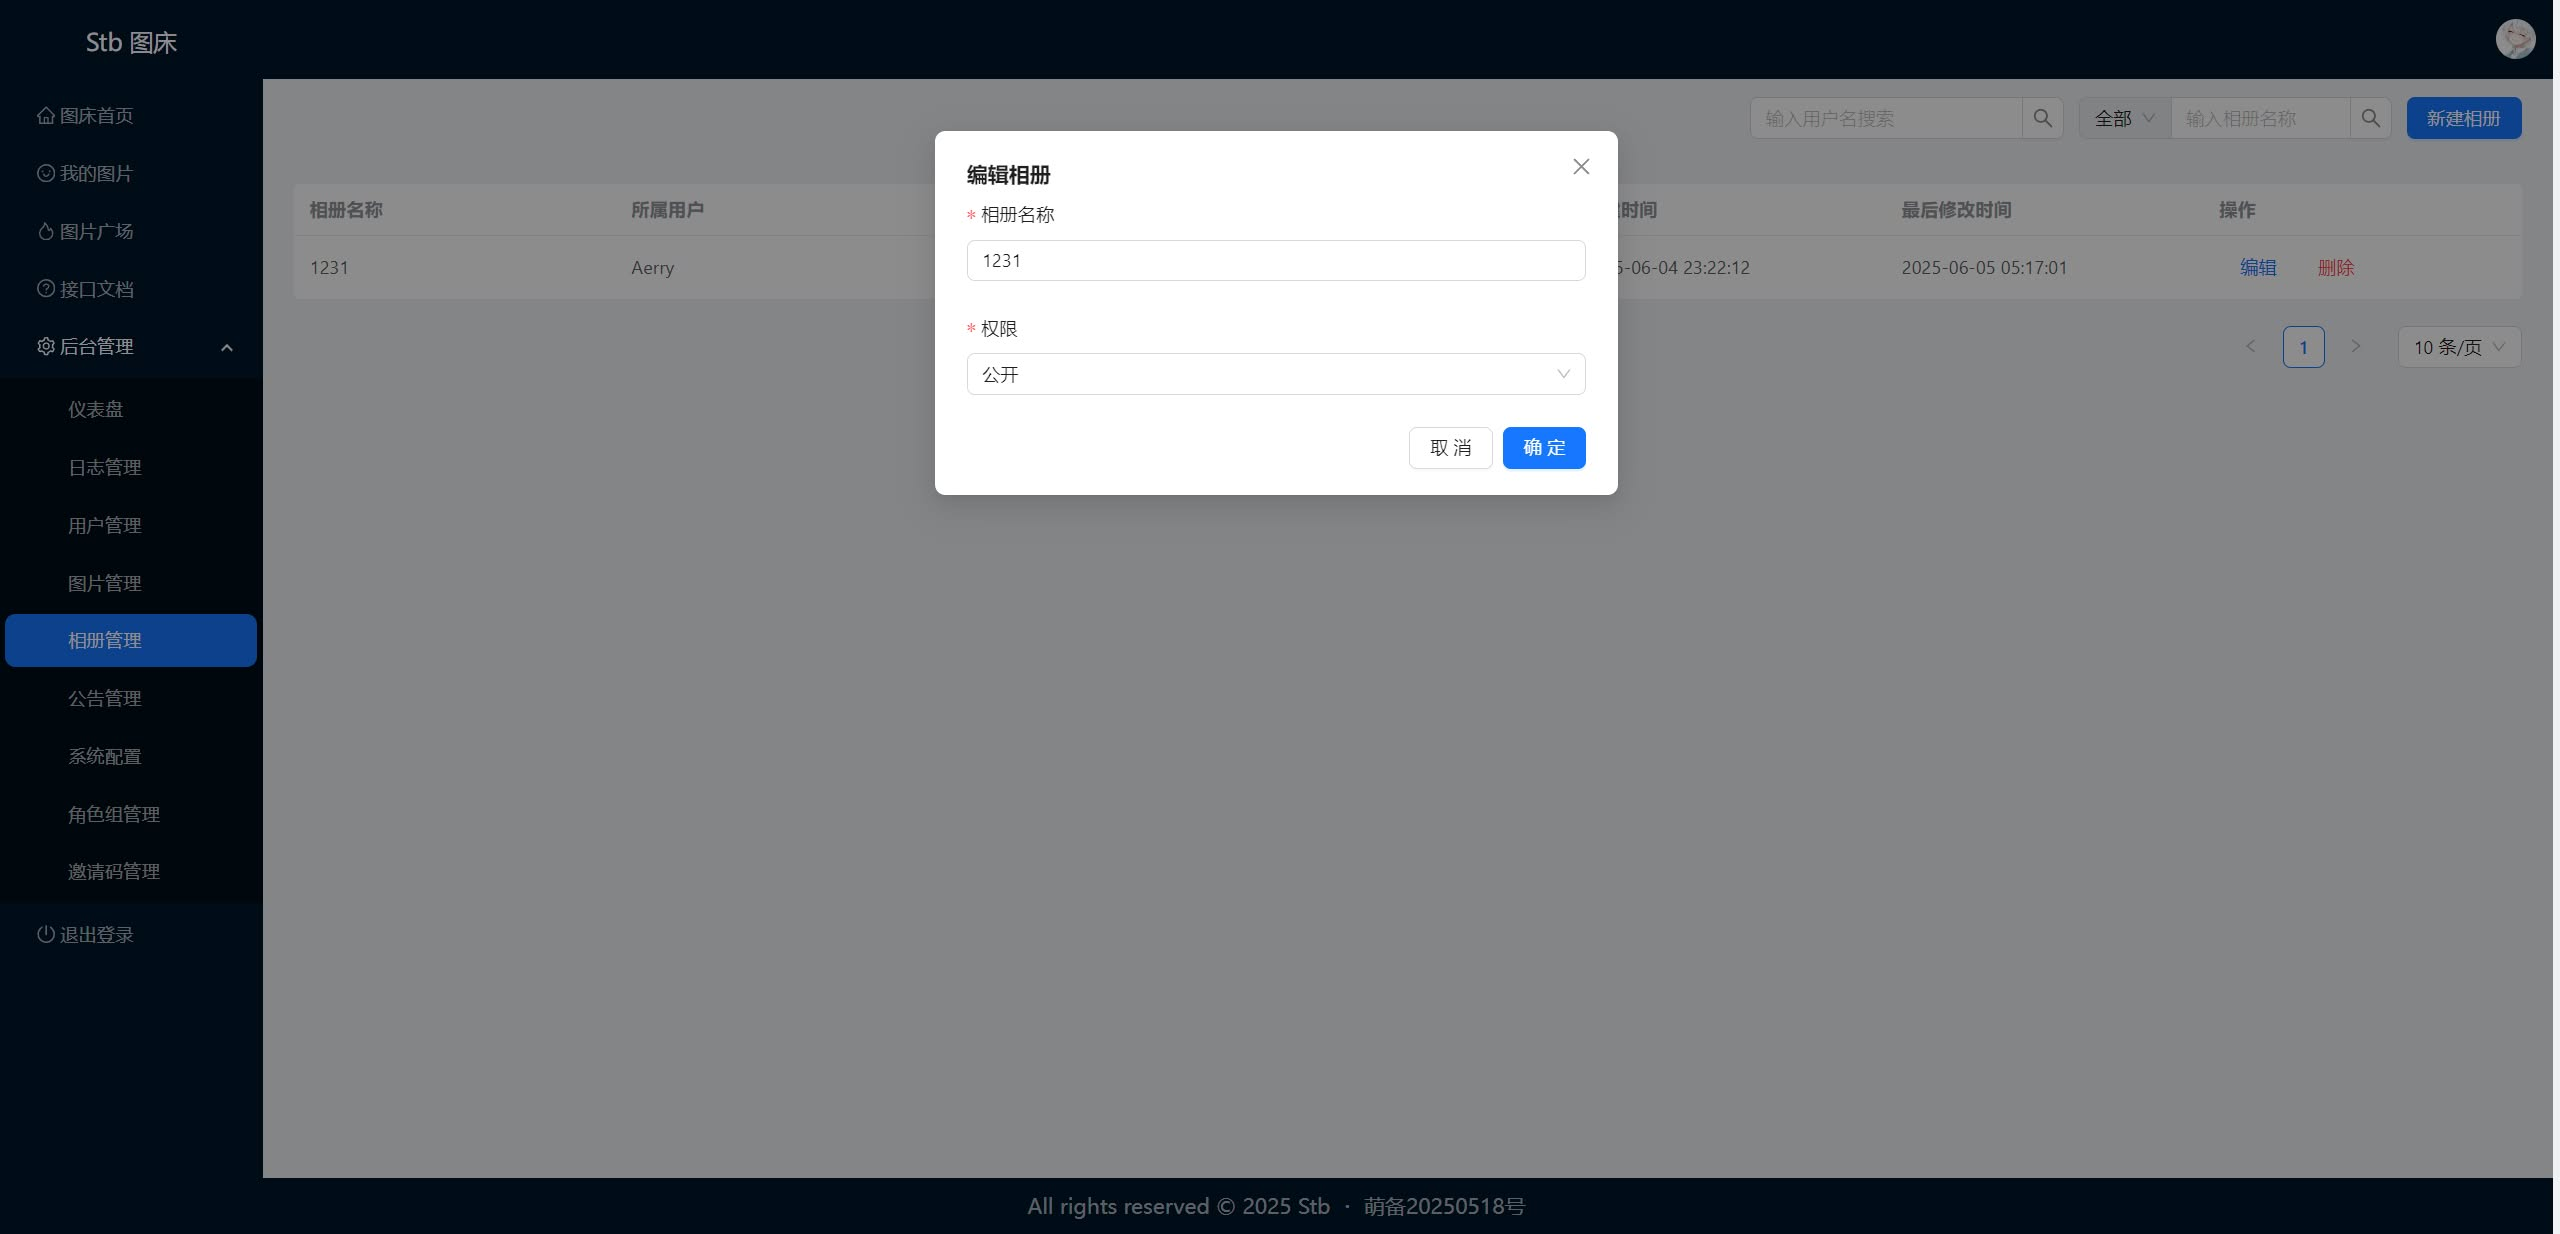 Stb 图床
图床首页
我的图片
图片广场
接口文档
后台管理
仪表盘
日志管理
用户管理
图片管理
相册管理
公告管理
系统配置
角色组管理
邀请码管理
退出登录
输入用户名搜索
全部
输入相册名称
新建相册
相册名称
所属用户
时间
最后修改时间
操作
1231
Aerry
-06-04 23:22:12
2025-06-05 05:17:01
编辑
删除
1
10 条/页
编辑相册
* 相册名称
1231
* 权限
公开
取 消
确 定
All rights reserved © 2025 Stb · 萌备20250518号